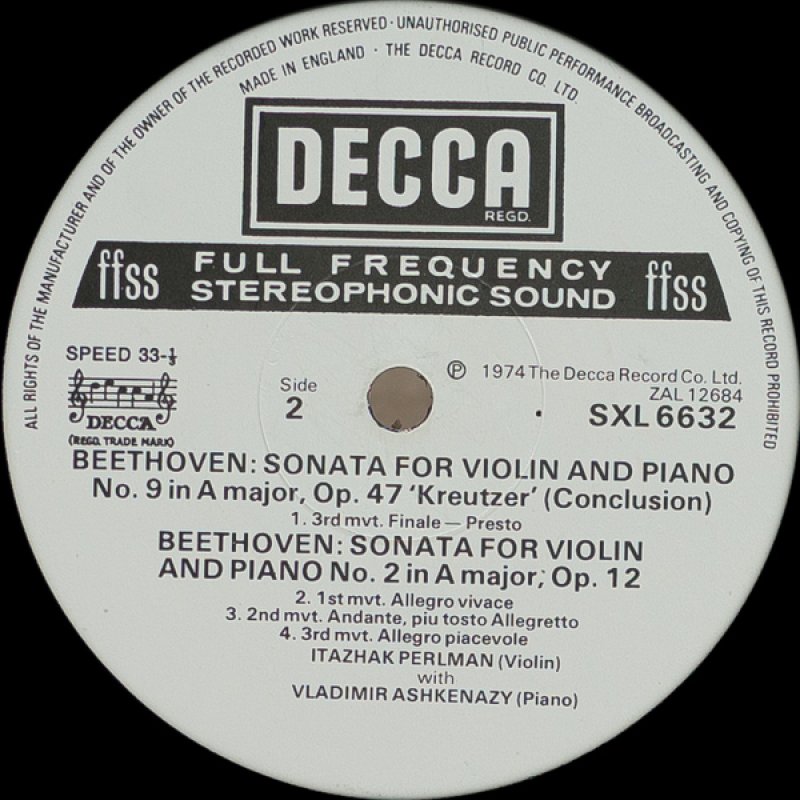 ALL RIGHTS OF THE MANUFACTURER AND OF THE OWNER OF THE RECORDED WORK RESERVED · UNAUTHORISED PUBLIC PERFORMANCE BROADCASTING AND COPYING OF THIS RECORD PROHIBITED
MADE IN ENGLAND · THE DECCA RECORD CO. LTD.
DECCA
REGD.
ffss FULL FREQUENCY ffss
STEREOPHONIC SOUND
SPEED 33-⅓
DECCA
(REGD. TRADE MARK)
Side
2
℗ 1974 The Decca Record Co. Ltd.
ZAL 12684
SXL 6632
BEETHOVEN: SONATA FOR VIOLIN AND PIANO
No. 9 in A major, Op. 47 ‘Kreutzer’ (Conclusion)
1. 3rd mvt. Finale — Presto
BEETHOVEN: SONATA FOR VIOLIN
AND PIANO No. 2 in A major, Op. 12
2. 1st mvt. Allegro vivace
3. 2nd mvt. Andante, piu tosto Allegretto
4. 3rd mvt. Allegro piacevole
ITAZHAK PERLMAN (Violin)
with
VLADIMIR ASHKENAZY (Piano)